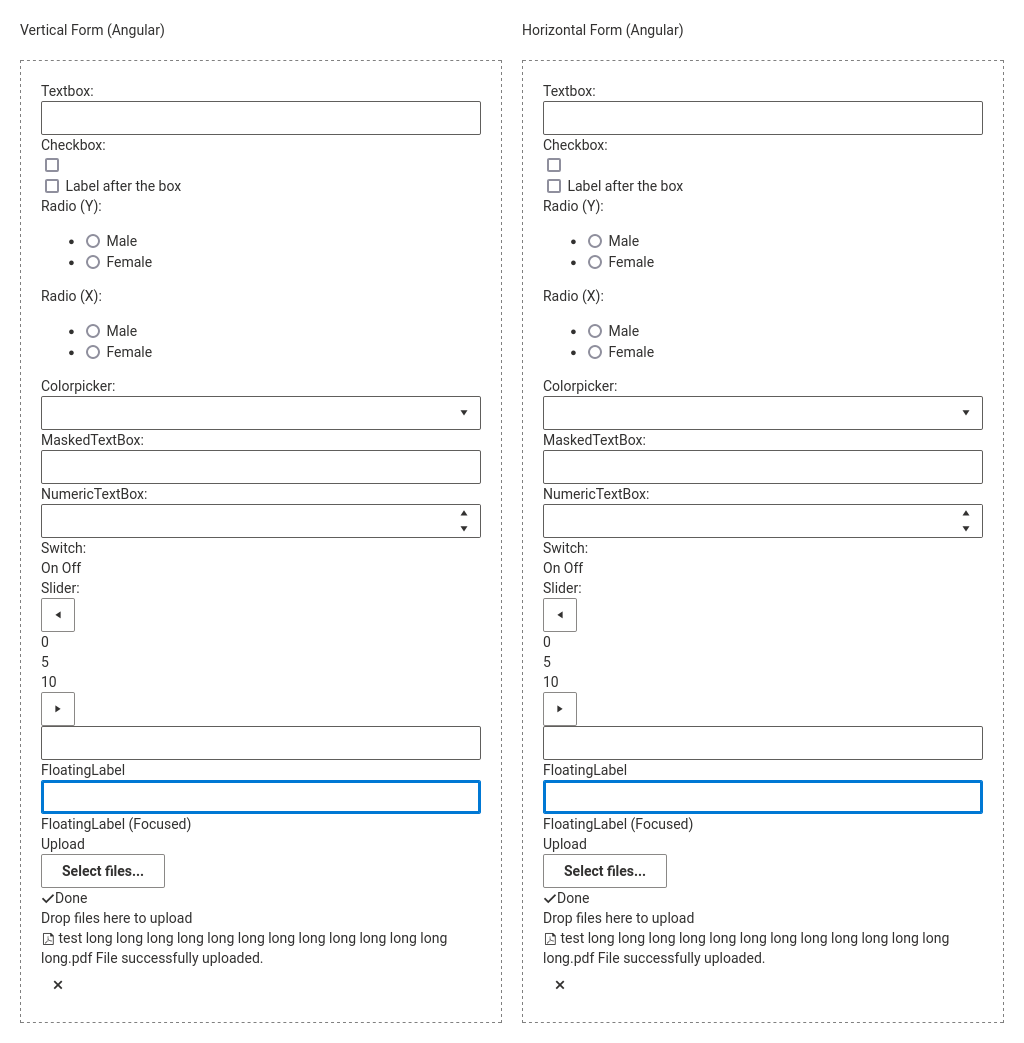 Vertical Form (Angular)
Textbox:
Checkbox:
Label after the box
Radio (Y):
Male
Female
Radio (X):
Male
Female
Colorpicker:
MaskedTextBox:
NumericTextBox:
Switch:
On Off
Slider:
0
5
10
FloatingLabel
FloatingLabel (Focused)
Upload
Select files...
Done
Drop files here to upload
test long long long long long long long long long long long long
long.pdf File successfully uploaded.
Horizontal Form (Angular)
Textbox:
Checkbox:
Label after the box
Radio (Y):
Male
Female
Radio (X):
Male
Female
Colorpicker:
MaskedTextBox:
NumericTextBox:
Switch:
On Off
Slider:
0
5
10
FloatingLabel
FloatingLabel (Focused)
Upload
Select files...
Done
Drop files here to upload
test long long long long long long long long long long long long
long.pdf File successfully uploaded.